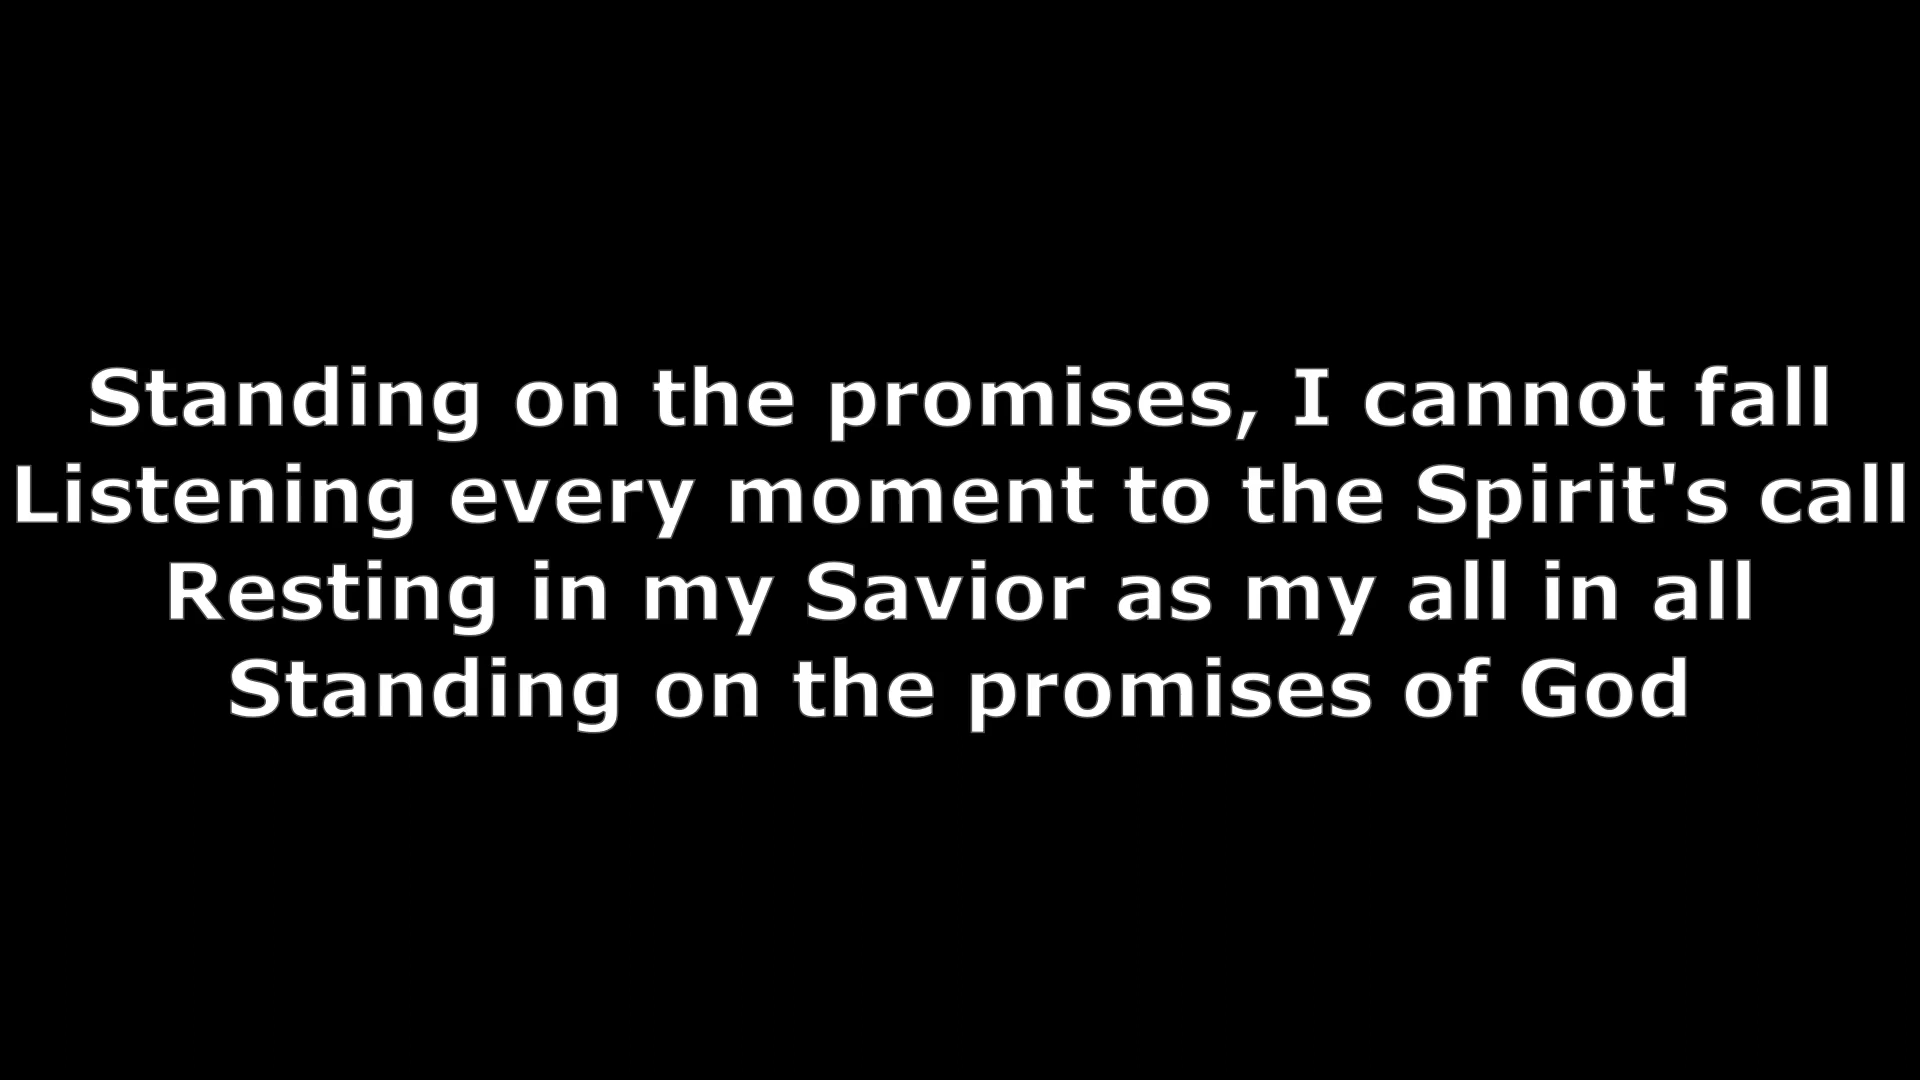 Standing on the promises, I cannot fall
Listening every moment to the Spirit's call
Resting in my Savior as my all in all
Standing on the promises of God